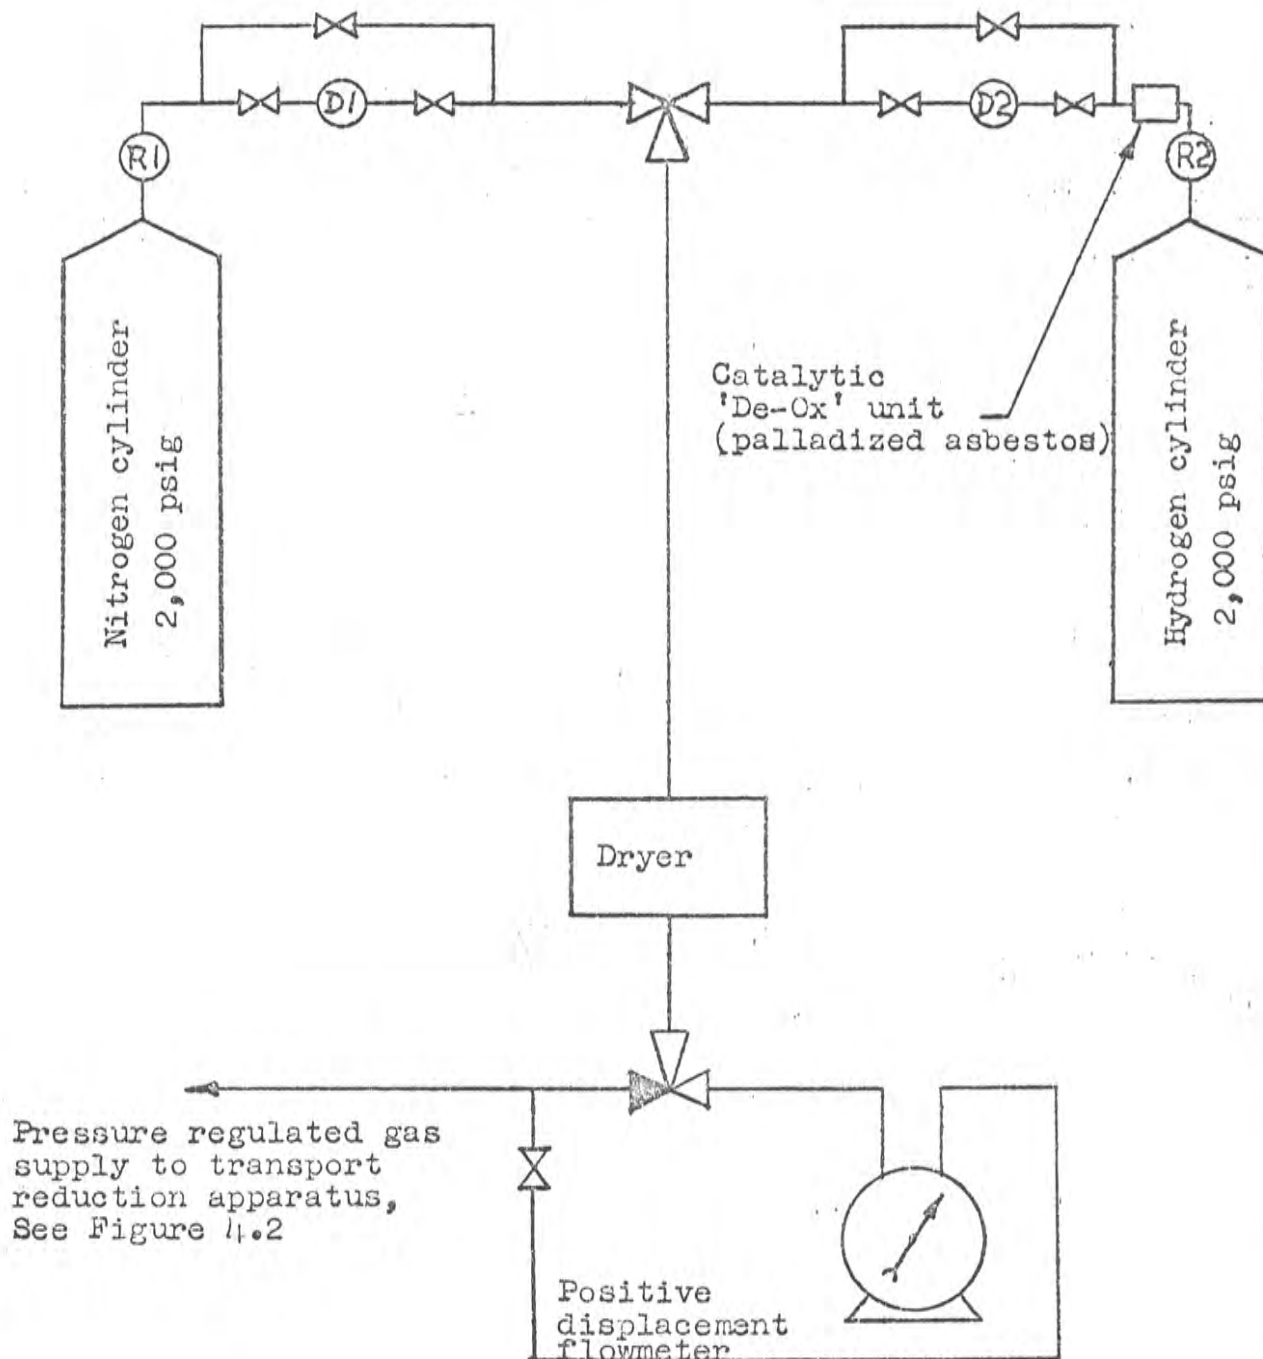 D1
D2
R1
R2
Nitrogen cylinder
2,000 psig
Catalytic
'De-Ox' unit
(palladized asbestos)
Hydrogen cylinder
2,000 psig
Dryer
Pressure regulated gas
supply to transport
reduction apparatus,
See Figure 4.2
Positive
displacement
flowmeter